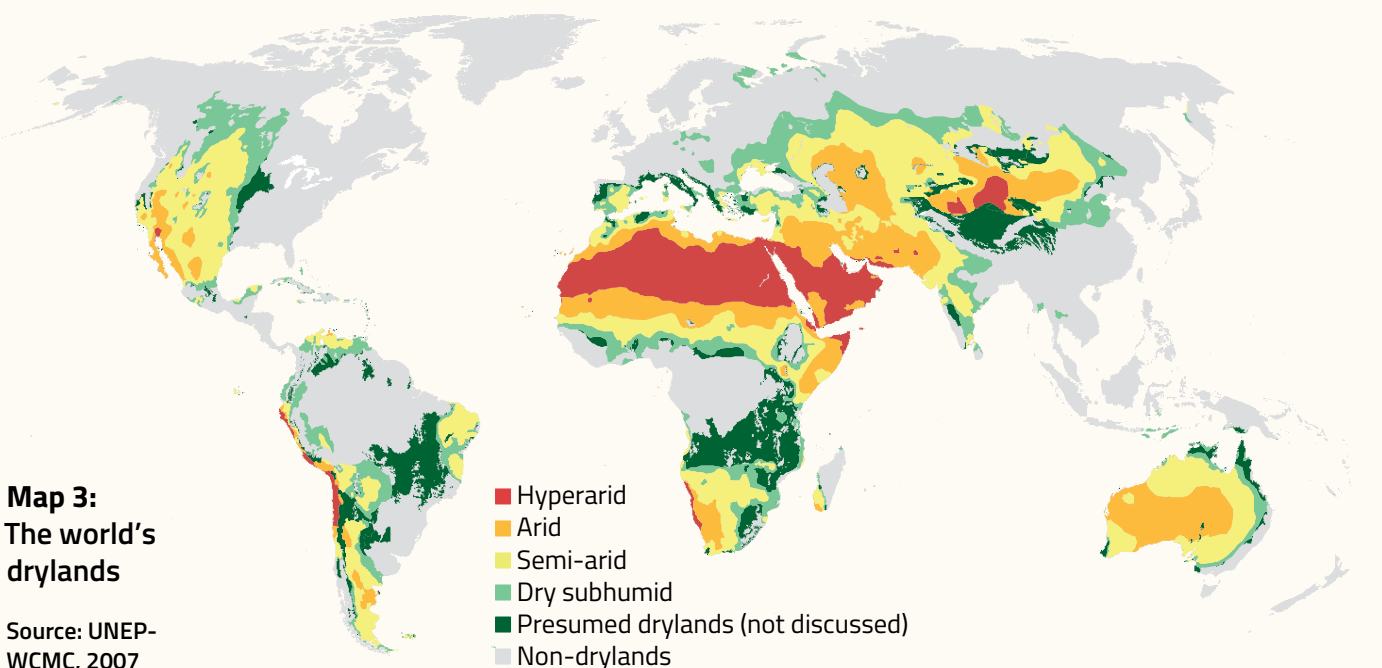 Map 3:
The world's
drylands
Source: UNEP-
WCMC, 2007
Hyperarid
Arid
Semi-arid
Dry subhumid
Presumed drylands (not discussed)
Non-drylands